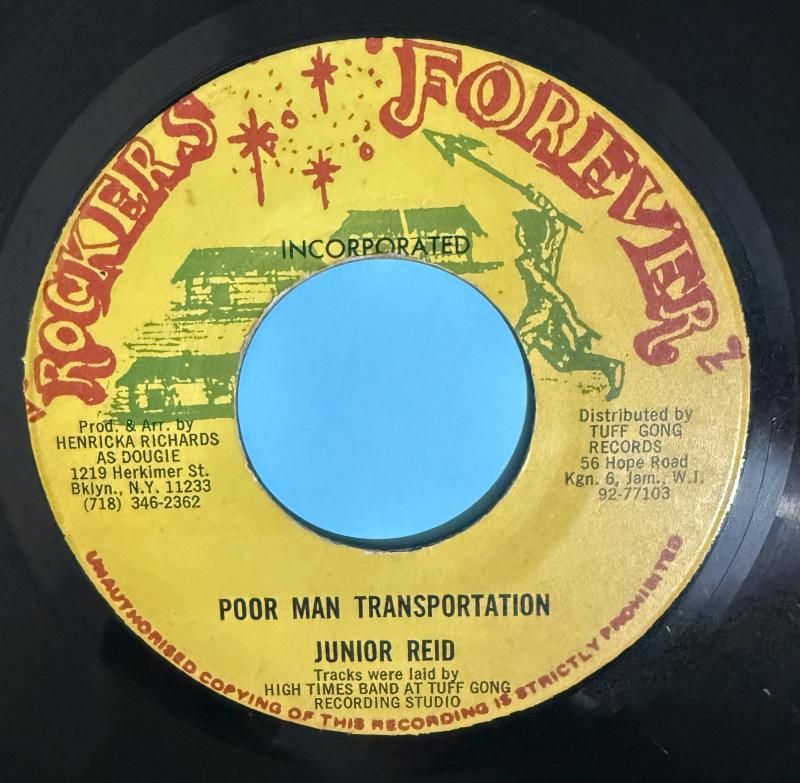 ROCKERS FOREVER
INCORPORATED
Prod. & Arr. by
HENRICKA RICHARDS
AS DOUGIE
1219 Herkimer St.
Bklyn., N.Y. 11233
(718) 346-2362
Distributed by
TUFF GONG
RECORDS
56 Hope Road
Kgn. 6, Jam., W.I.
92-77103
POOR MAN TRANSPORTATION
JUNIOR REID
Tracks were laid by
HIGH TIMES BAND AT TUFF GONG
RECORDING STUDIO
UNAUTHORISED COPYING OF THIS RECORDING IS STRICTLY PROHIBITED